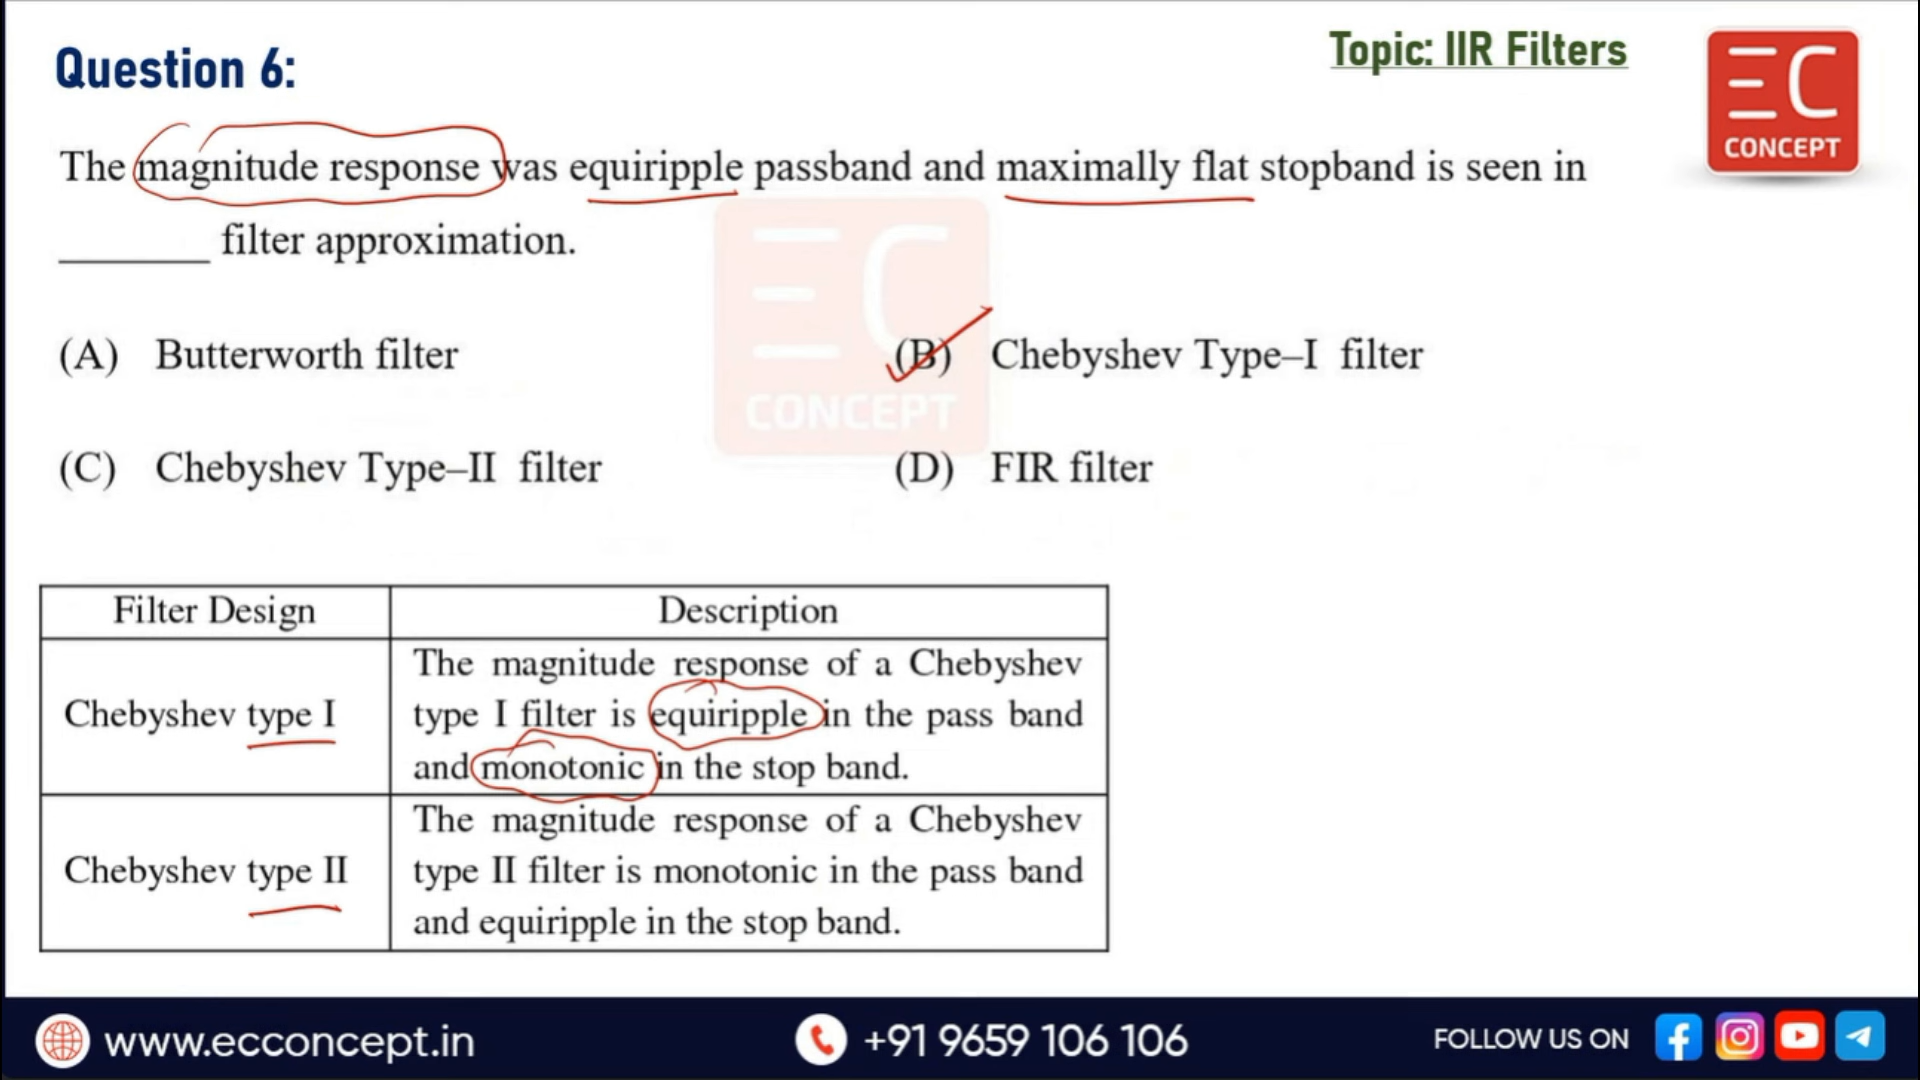 Question 6:
Topic: IIR Filters
EC
CONCEPT
The magnitude response was equiripple passband and maximally flat stopband is seen in
________ filter approximation.
EC
CONCEPT
(A) Butterworth filter
(B) Chebyshev Type–I filter
(C) Chebyshev Type–II filter
(D) FIR filter
Filter Design
Description
Chebyshev type I
The magnitude response of a Chebyshev
type I filter is equiripple in the pass band
and monotonic in the stop band.
Chebyshev type II
The magnitude response of a Chebyshev
type II filter is monotonic in the pass band
and equiripple in the stop band.
www.ecconcept.in
+91 9659 106 106
FOLLOW US ON